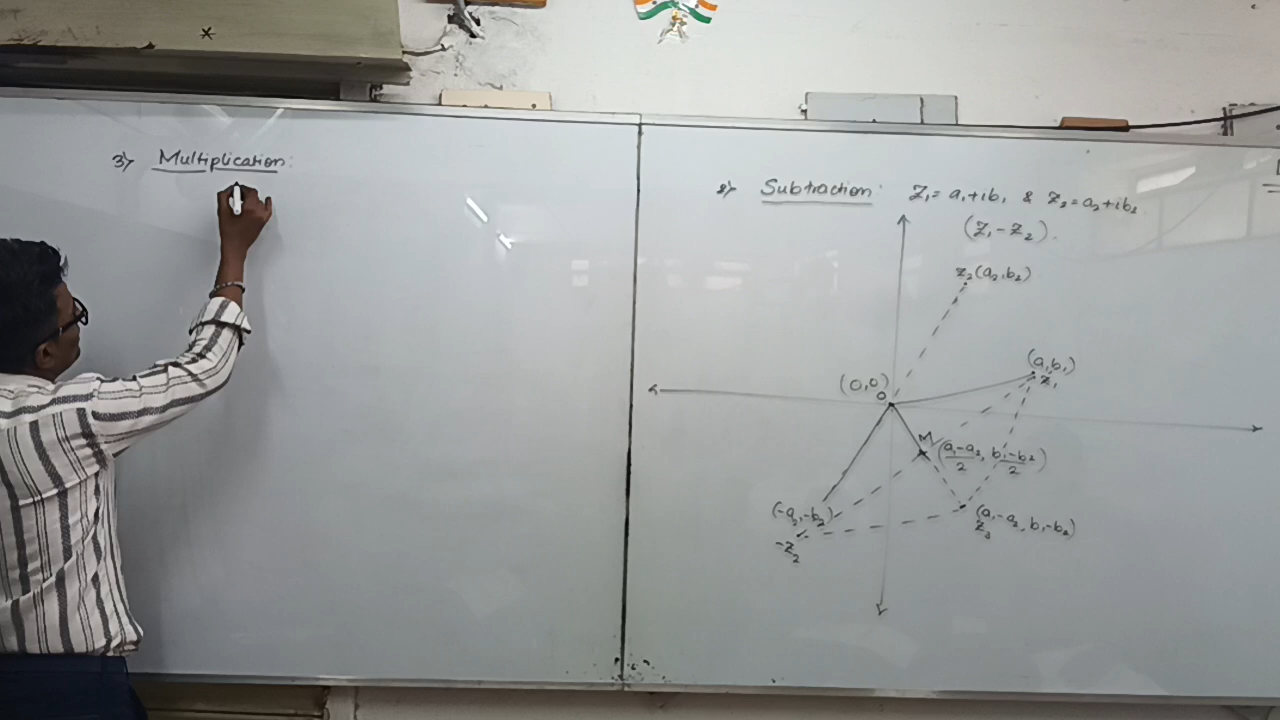 3) Multiplication:
2) Subtraction: Z₁ = a₁+ib₁ & Z₂ = a₂+ib₂
(Z₁ - Z₂).
Z₂(a₂, b₂)
(a₁, b₁)
Z₁
(0,0)
O
M (a₁-a₂/2, b₁-b₂/2)
(-a₂, -b₂)
-Z₂
(a₁-a₂, b₁-b₂)
Z₃